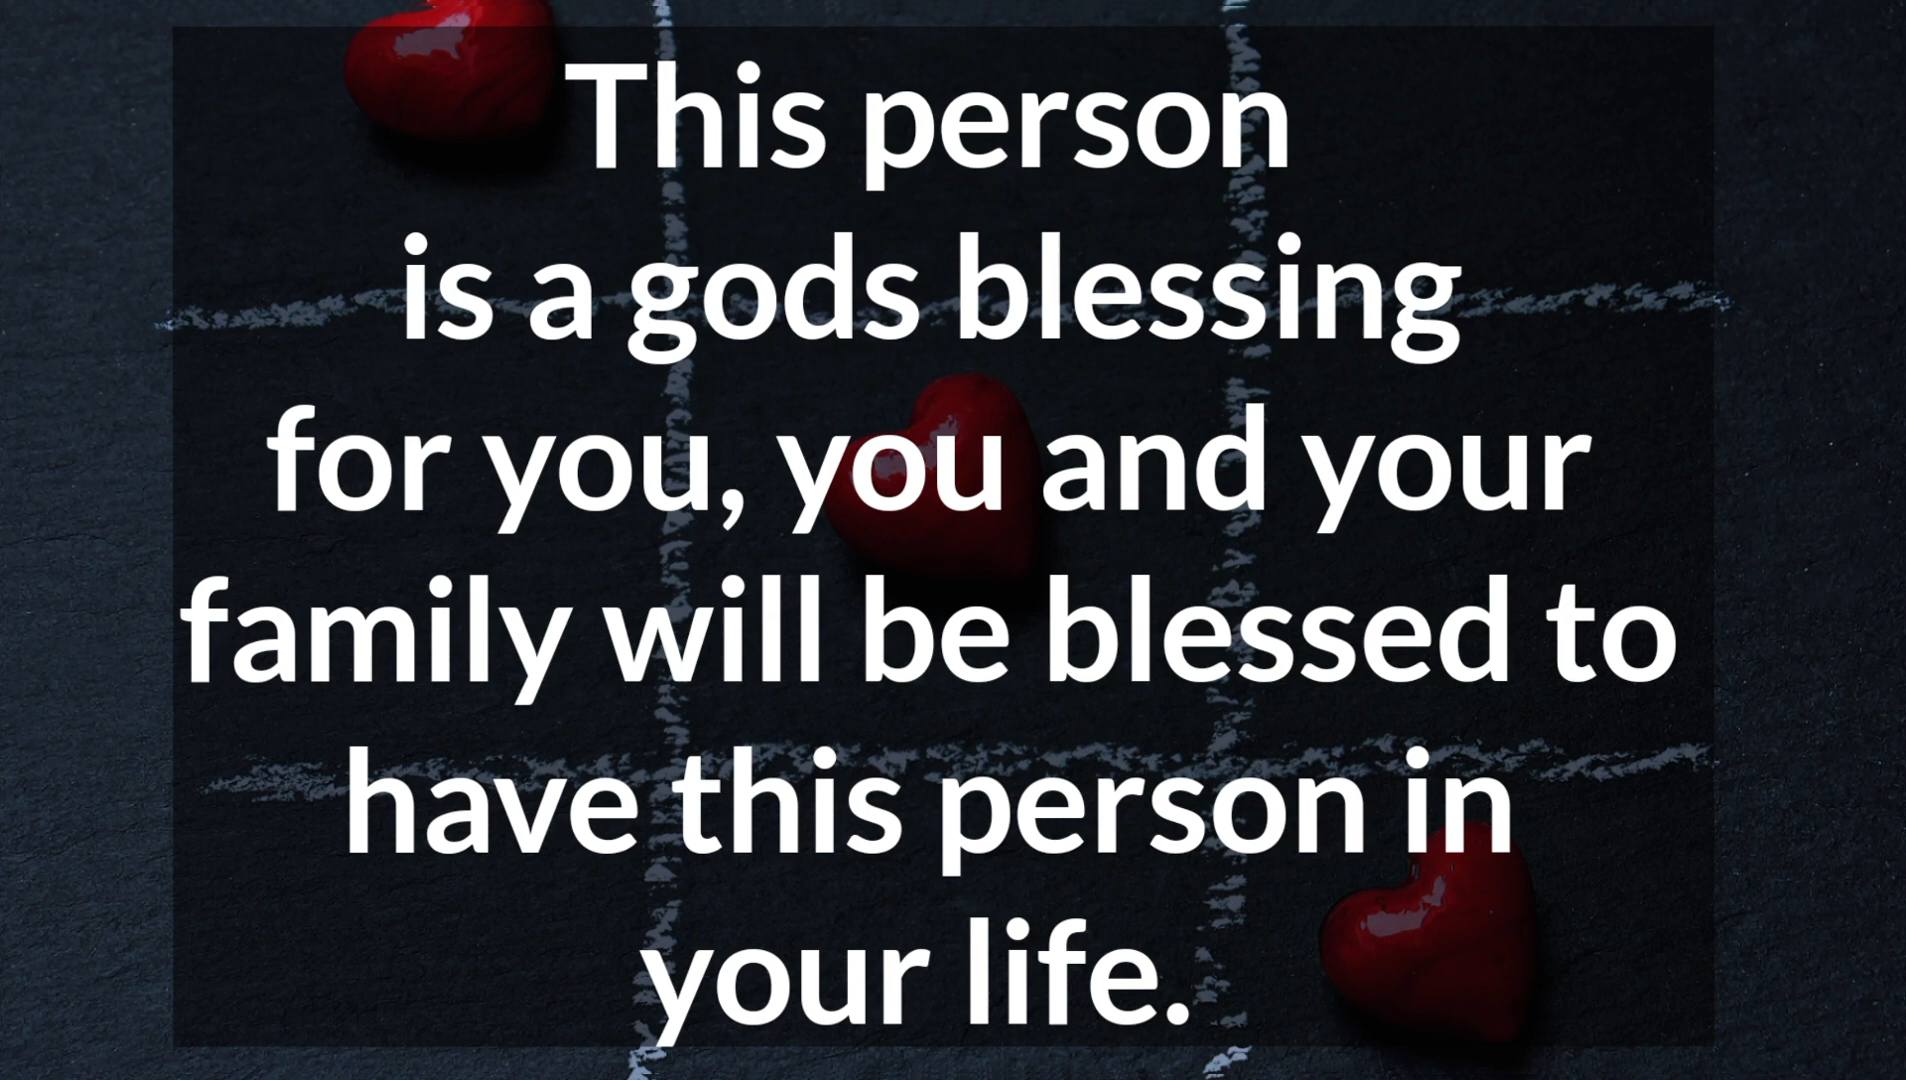 This person
is a gods blessing
for you, you and your
family will be blessed to
have this person in
your life.